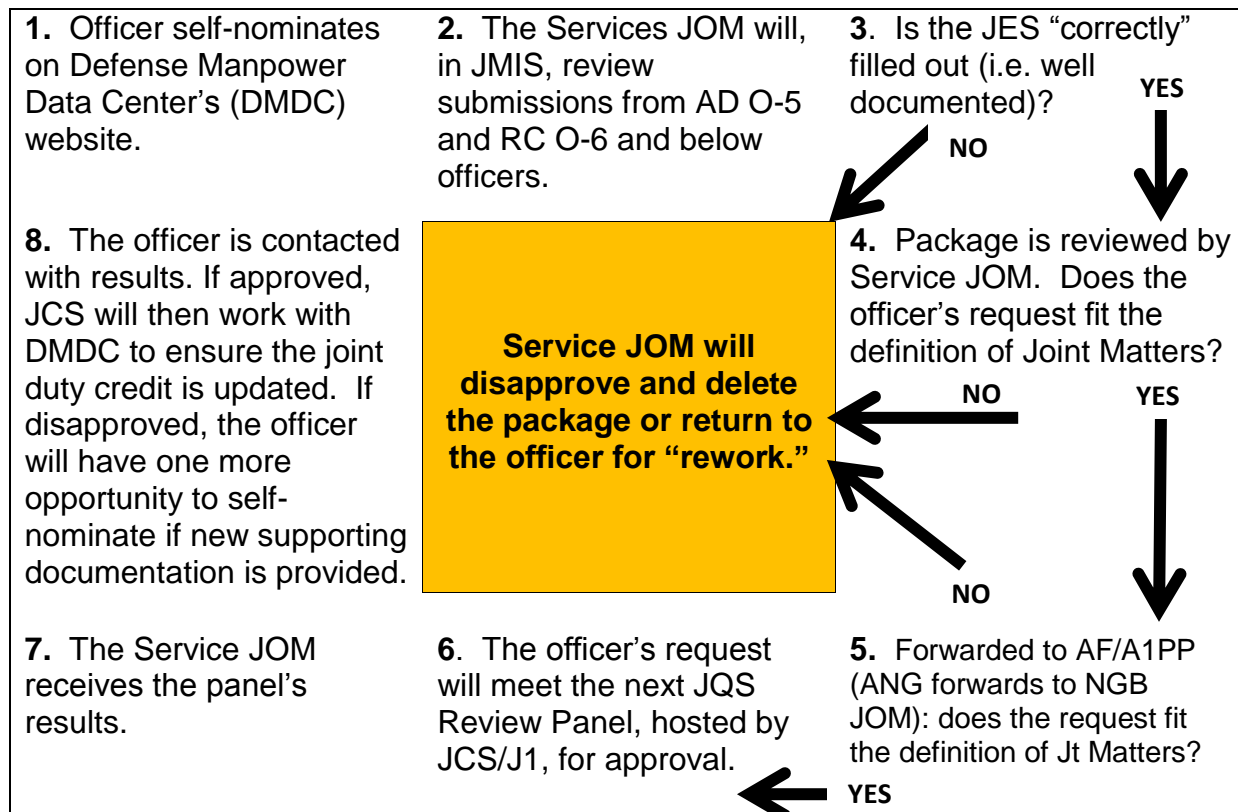 1. Officer self-nominates
on Defense Manpower
Data Center's (DMDC)
website.
2. The Services JOM will,
in JMIS, review
submissions from AD O-5
and RC O-6 and below
officers.
3. Is the JES “correctly”
filled out (i.e. well
documented)?
YES
NO
4. Package is reviewed by
Service JOM. Does the
officer’s request fit the
definition of Joint Matters?
NO
YES
Service JOM will
disapprove and delete
the package or return to
the officer for “rework.”
NO
5. Forwarded to AF/A1PP
(ANG forwards to NGB
JOM): does the request fit
the definition of Jt Matters?
YES
6. The officer’s request
will meet the next JQS
Review Panel, hosted by
JCS/J1, for approval.
7. The Service JOM
receives the panel’s
results.
8. The officer is contacted
with results. If approved,
JCS will then work with
DMDC to ensure the joint
duty credit is updated. If
disapproved, the officer
will have one more
opportunity to self-
nominate if new supporting
documentation is provided.